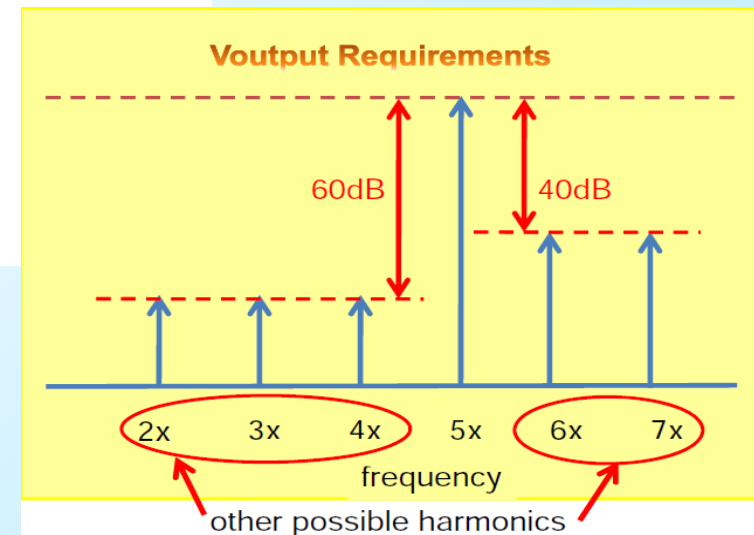 Voutput Requirements
60dB
40dB
2x 3x 4x 5x 6x 7x
frequency
other possible harmonics